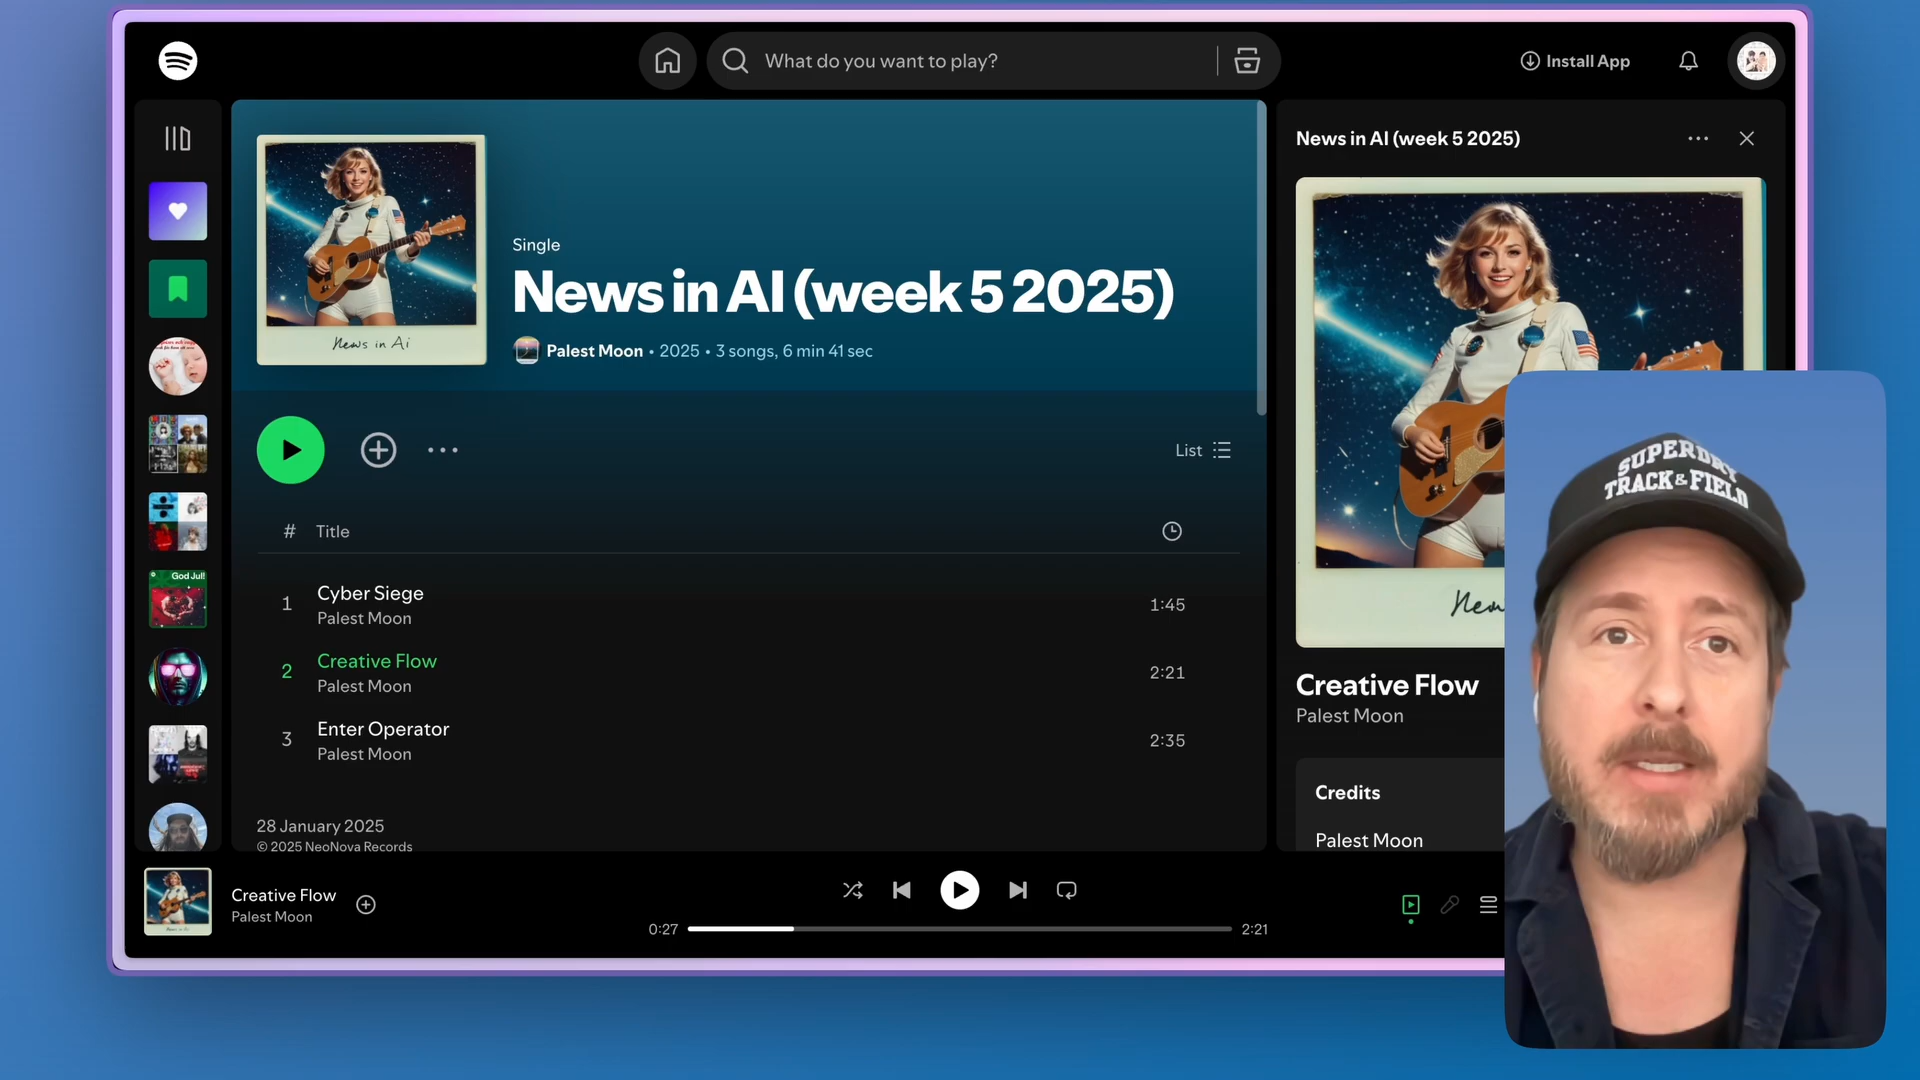 What do you want to play?
Install App
News in Ai
Single
News in AI (week 5 2025)
Palest Moon • 2025 • 3 songs, 6 min 41 sec
List
# Title
1 Cyber Siege 1:45
Palest Moon
2 Creative Flow 2:21
Palest Moon
3 Enter Operator 2:35
Palest Moon
28 January 2025
© 2025 NeoNova Records
God Jul!
News in AI (week 5 2025)
Creative Flow
Palest Moon
Credits
Palest Moon
SUPERDRY
TRACK & FIELD
Creative Flow
Palest Moon
0:27
2:21